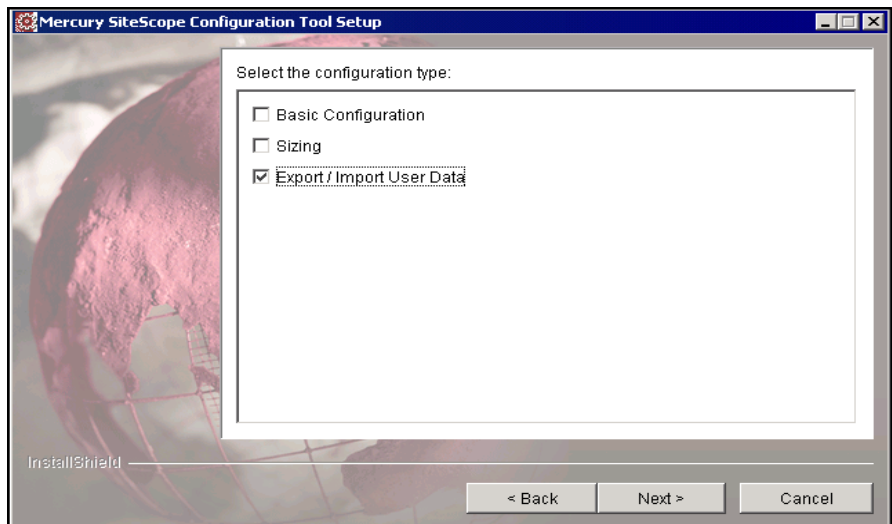 Mercury SiteScope Configuration Tool Setup
Select the configuration type:
Basic Configuration
Sizing
Export / Import User Data
InstallShield
< Back Next > Cancel